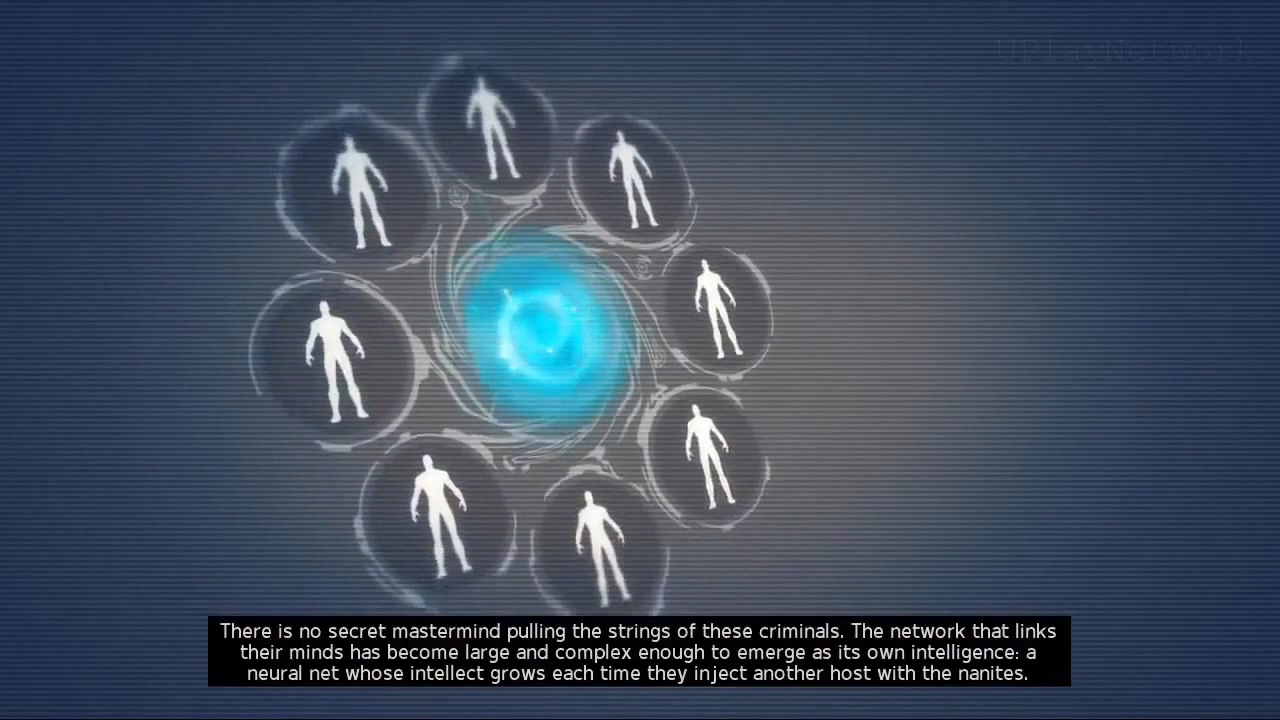 UPlayNetwork
There is no secret mastermind pulling the strings of these criminals. The network that links
their minds has become large and complex enough to emerge as its own intelligence: a
neural net whose intellect grows each time they inject another host with the nanites.